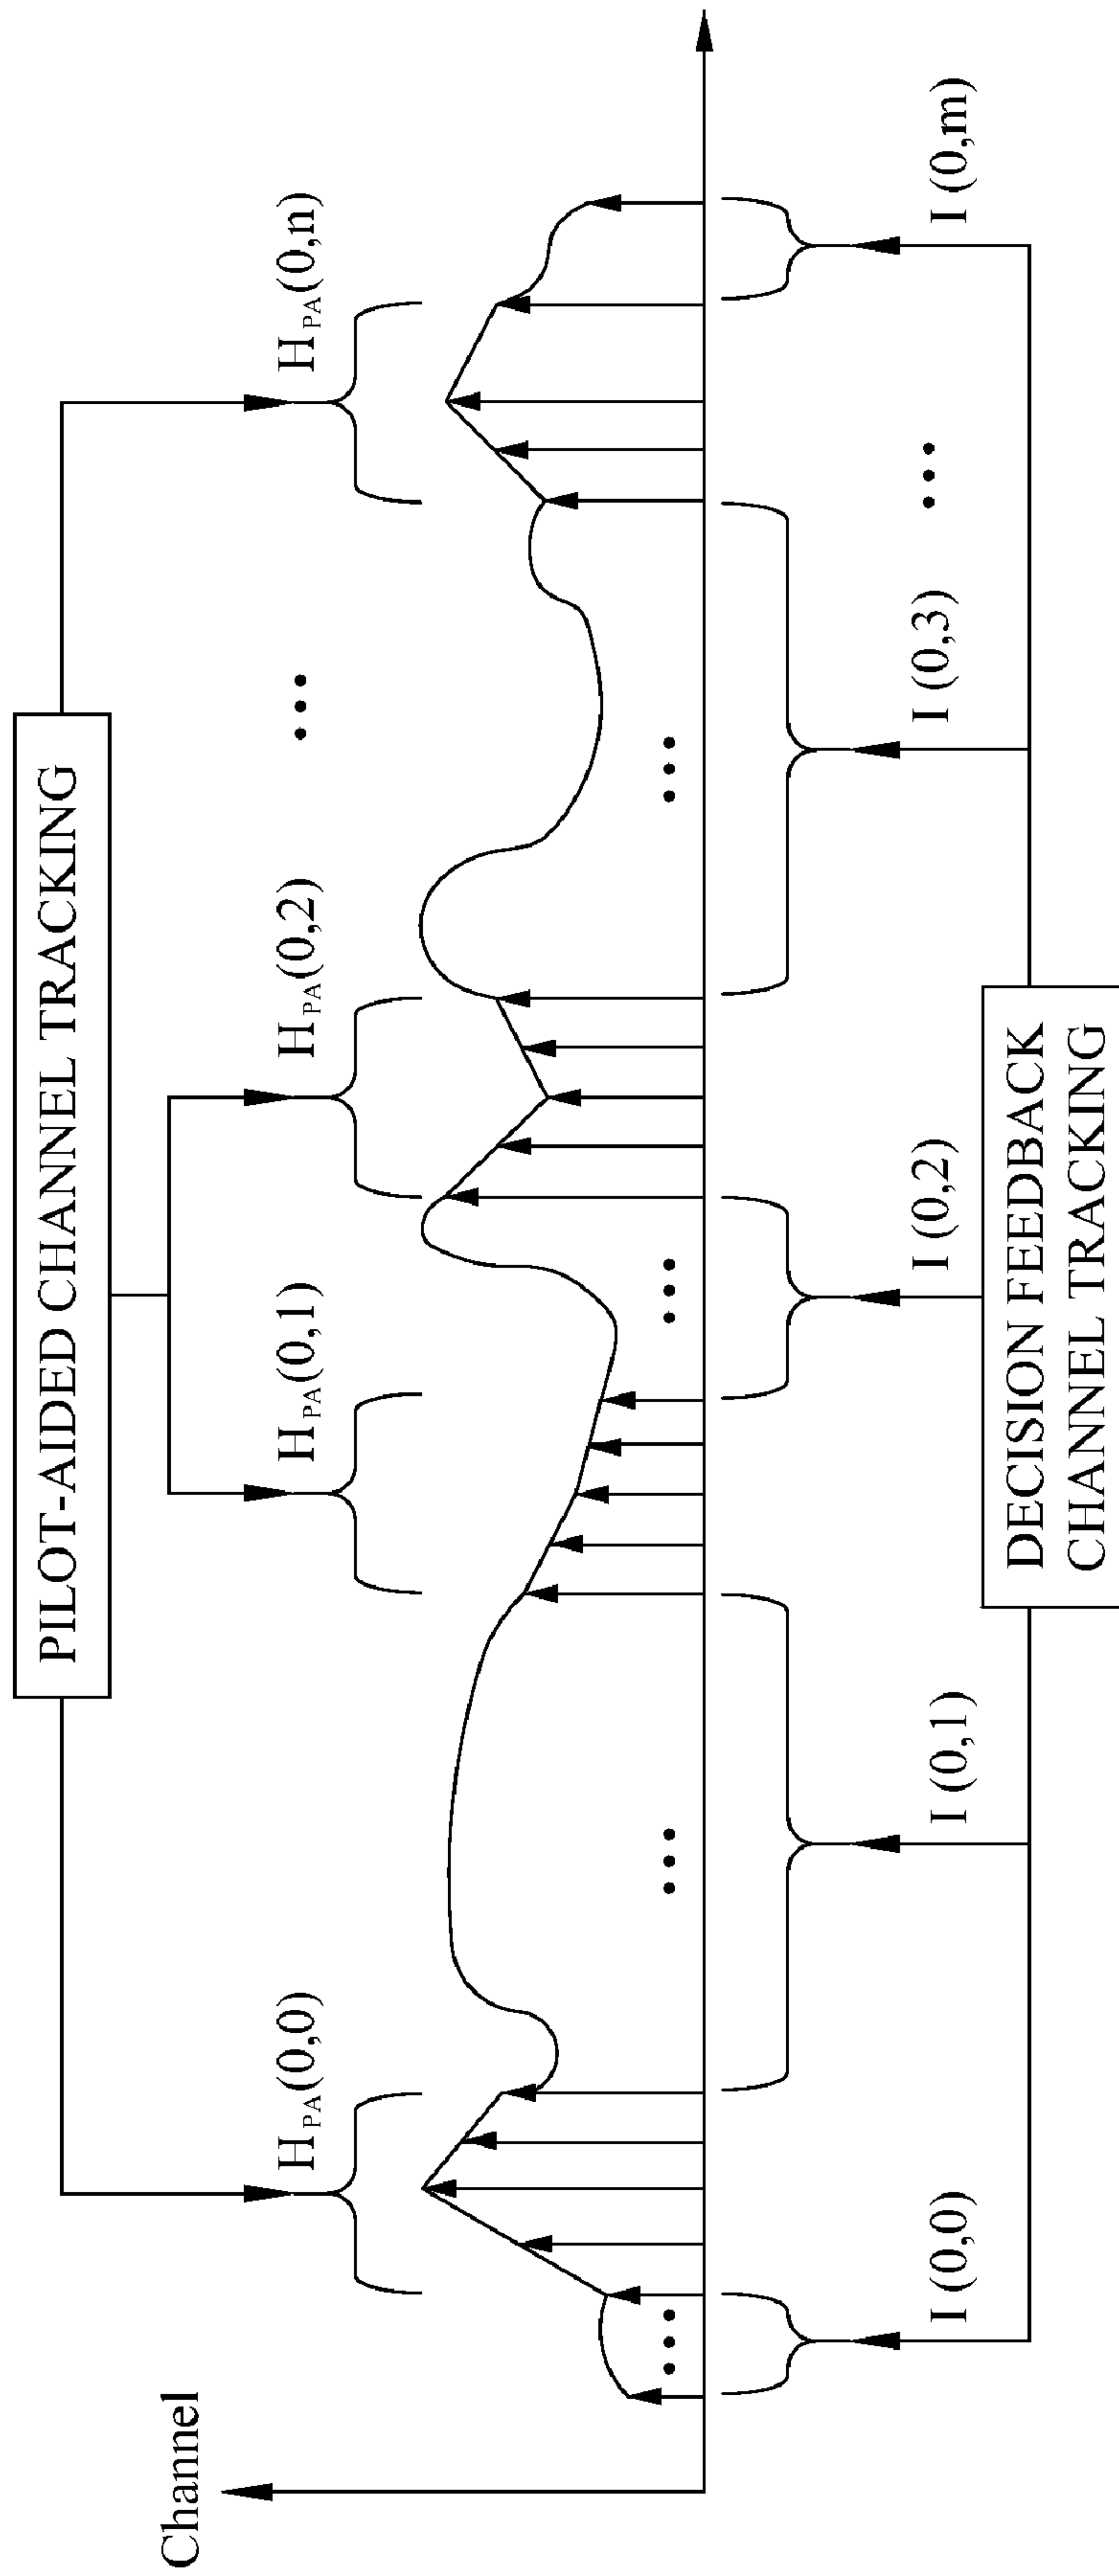 PILOT-AIDED CHANNEL TRACKING
Channel
H_PA(0,0)
H_PA(0,1)
H_PA(0,2)
•••
H_PA(0,n)
•••
•••
•••
•••
I (0,0)
I (0,1)
I (0,2)
I (0,3)
•••
I (0,m)
DECISION FEEDBACK
CHANNEL TRACKING